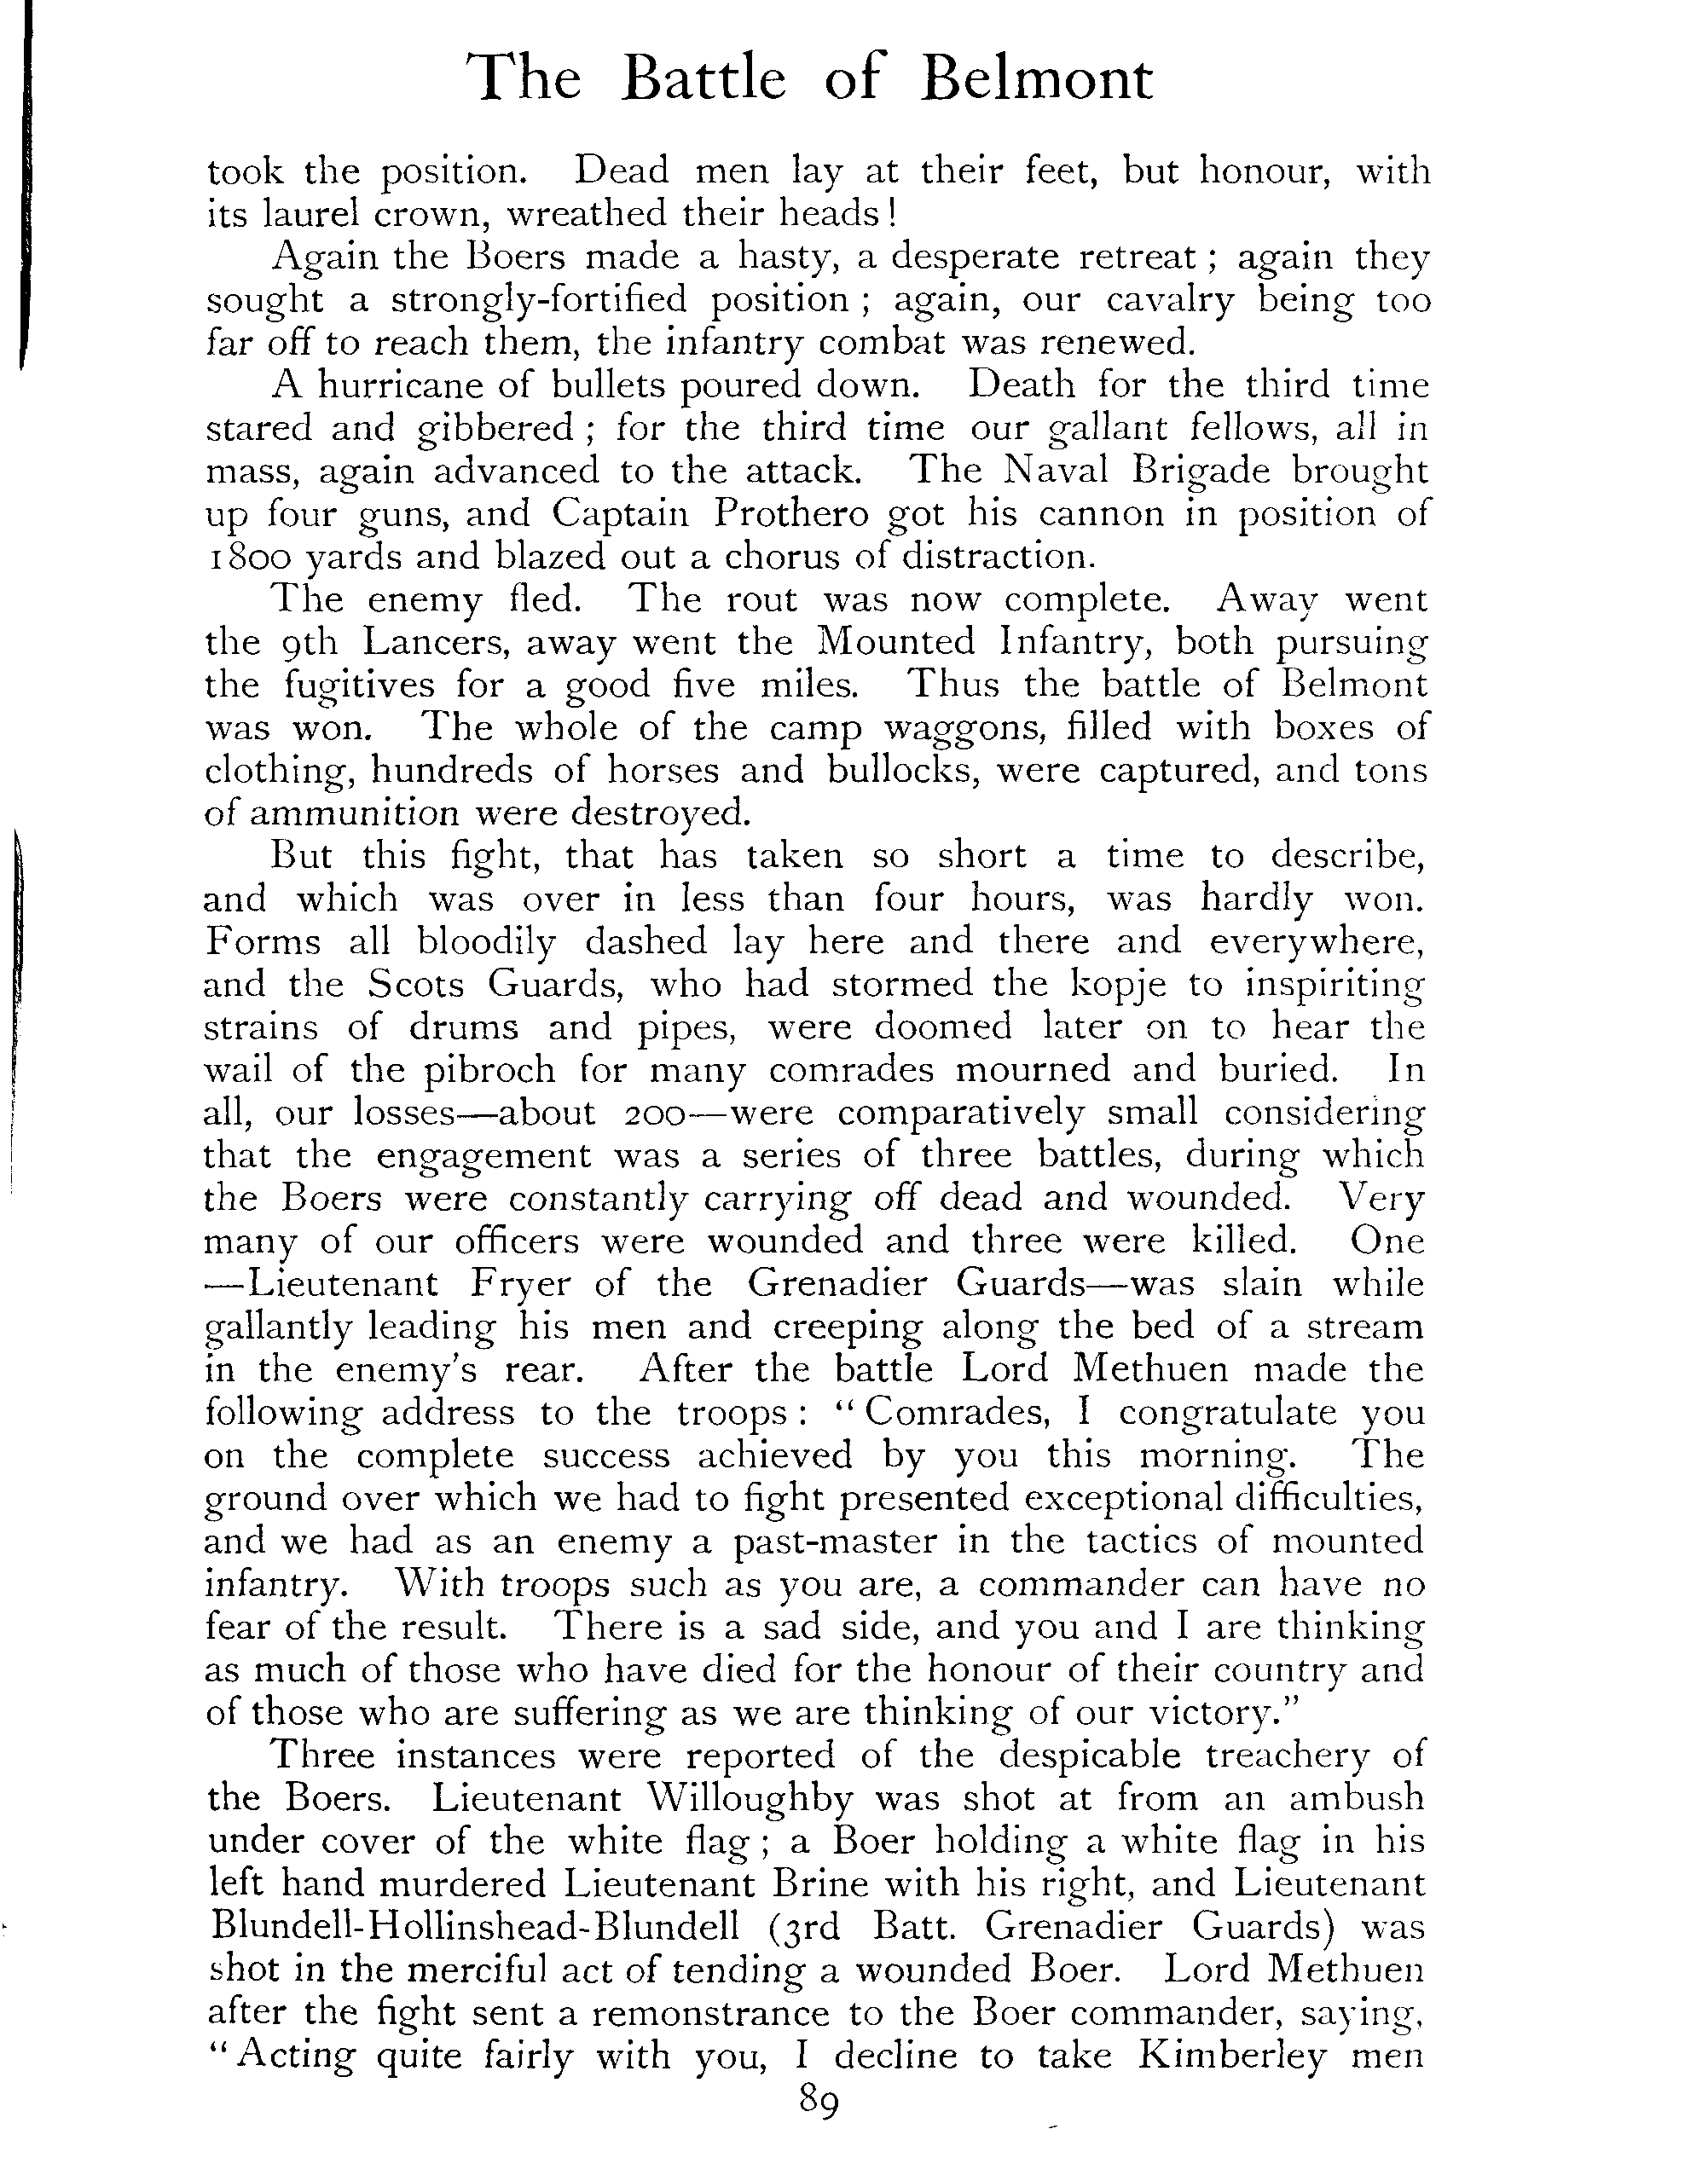 The Battle of Belmont
took the position. Dead men lay at their feet, but honour, with
its laurel crown, wreathed their heads!
Again the Boers made a hasty, a desperate retreat; again they
sought a strongly-fortified position; again, our cavalry being too
far off to reach them, the infantry combat was renewed.
A hurricane of bullets poured down. Death for the third time
stared and gibbered; for the third time our gallant fellows, all in
mass, again advanced to the attack. The Naval Brigade brought
up four guns, and Captain Prothero got his cannon in position of
1800 yards and blazed out a chorus of distraction.
The enemy fled. The rout was now complete. Away went
the 9th Lancers, away went the Mounted Infantry, both pursuing
the fugitives for a good five miles. Thus the battle of Belmont
was won. The whole of the camp waggons, filled with boxes of
clothing, hundreds of horses and bullocks, were captured, and tons
of ammunition were destroyed.
But this fight, that has taken so short a time to describe,
and which was over in less than four hours, was hardly won.
Forms all bloodily dashed lay here and there and everywhere,
and the Scots Guards, who had stormed the kopje to inspiriting
strains of drums and pipes, were doomed later on to hear the
wail of the pibroch for many comrades mourned and buried. In
all, our losses—about 200—were comparatively small considering
that the engagement was a series of three battles, during which
the Boers were constantly carrying off dead and wounded. Very
many of our officers were wounded and three were killed. One
—Lieutenant Fryer of the Grenadier Guards—was slain while
gallantly leading his men and creeping along the bed of a stream
in the enemy's rear. After the battle Lord Methuen made the
following address to the troops: "Comrades, I congratulate you
on the complete success achieved by you this morning. The
ground over which we had to fight presented exceptional difficulties,
and we had as an enemy a past-master in the tactics of mounted
infantry. With troops such as you are, a commander can have no
fear of the result. There is a sad side, and you and I are thinking
as much of those who have died for the honour of their country and
of those who are suffering as we are thinking of our victory."
Three instances were reported of the despicable treachery of
the Boers. Lieutenant Willoughby was shot at from an ambush
under cover of the white flag; a Boer holding a white flag in his
left hand murdered Lieutenant Brine with his right, and Lieutenant
Blundell-Hollinshead-Blundell (3rd Batt. Grenadier Guards) was
shot in the merciful act of tending a wounded Boer. Lord Methuen
after the fight sent a remonstrance to the Boer commander, saying,
"Acting quite fairly with you, I decline to take Kimberley men
89